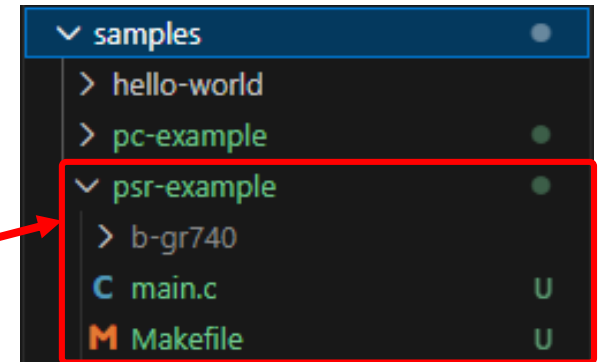 samples
hello-world
pc-example
psr-example
b-gr740
C main.c U
M Makefile U